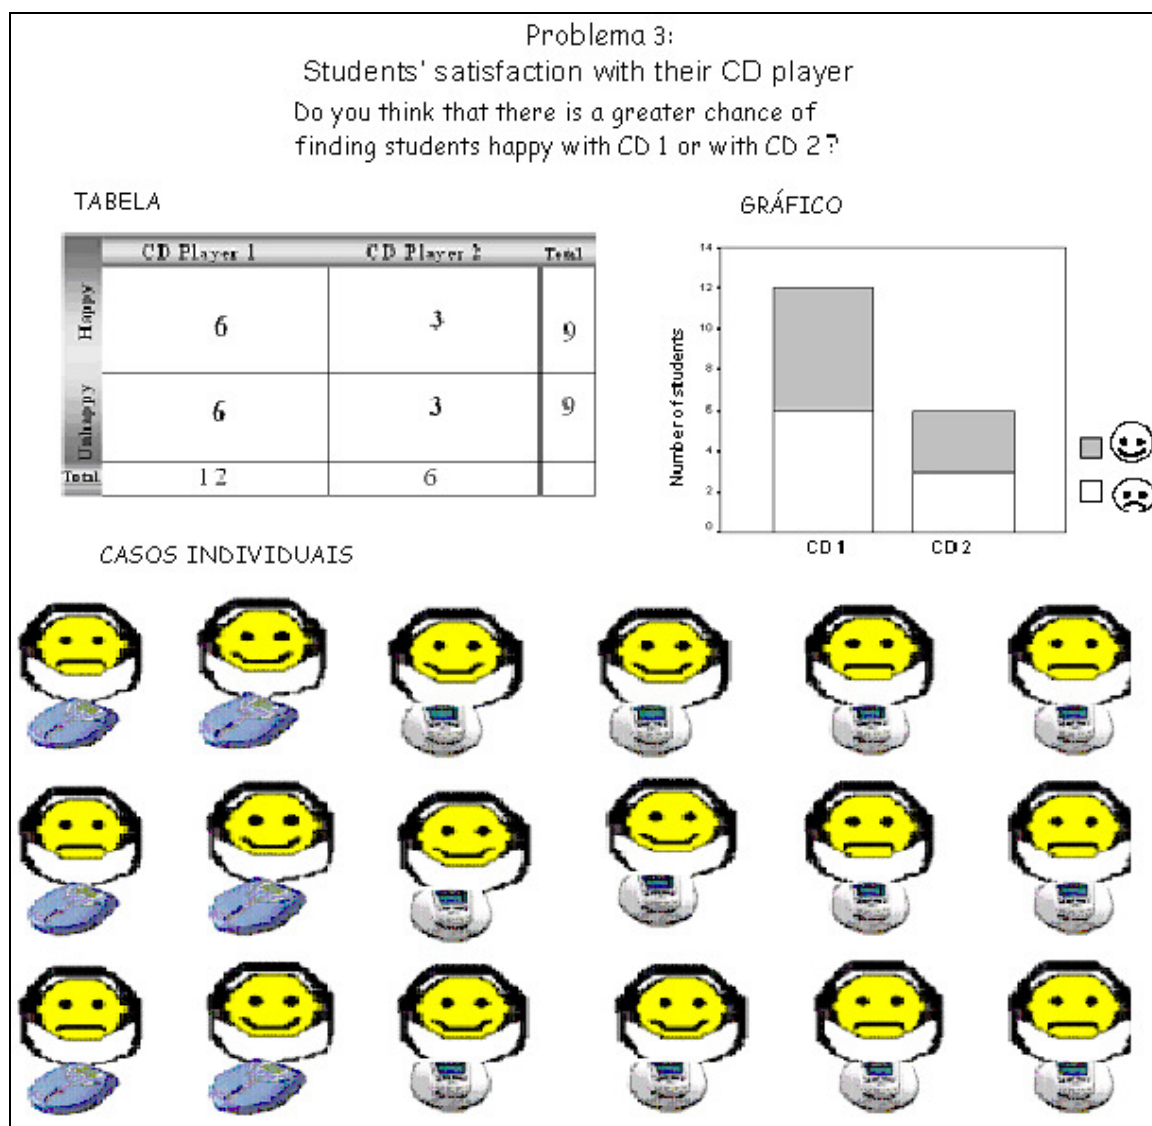 Problema 3:
Students' satisfaction with their CD player
Do you think that there is a greater chance of
finding students happy with CD 1 or with CD 2?
TABELA
CD Player 1 CD Player 2 Total
Happy 6 3 9
Unhappy 6 3 9
Total 12 6
GRÁFICO
14
12
10
8
6
4
2
0
Number of students
CD 1 CD 2
CASOS INDIVIDUAIS